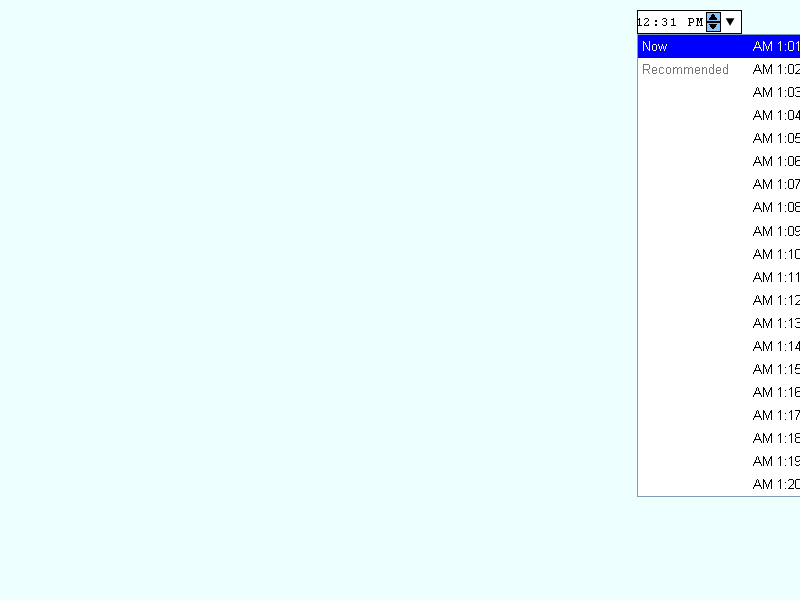 12:31 PM
Now AM 1:01
Recommended AM 1:02
AM 1:03
AM 1:04
AM 1:05
AM 1:06
AM 1:07
AM 1:08
AM 1:09
AM 1:10
AM 1:11
AM 1:12
AM 1:13
AM 1:14
AM 1:15
AM 1:16
AM 1:17
AM 1:18
AM 1:19
AM 1:20